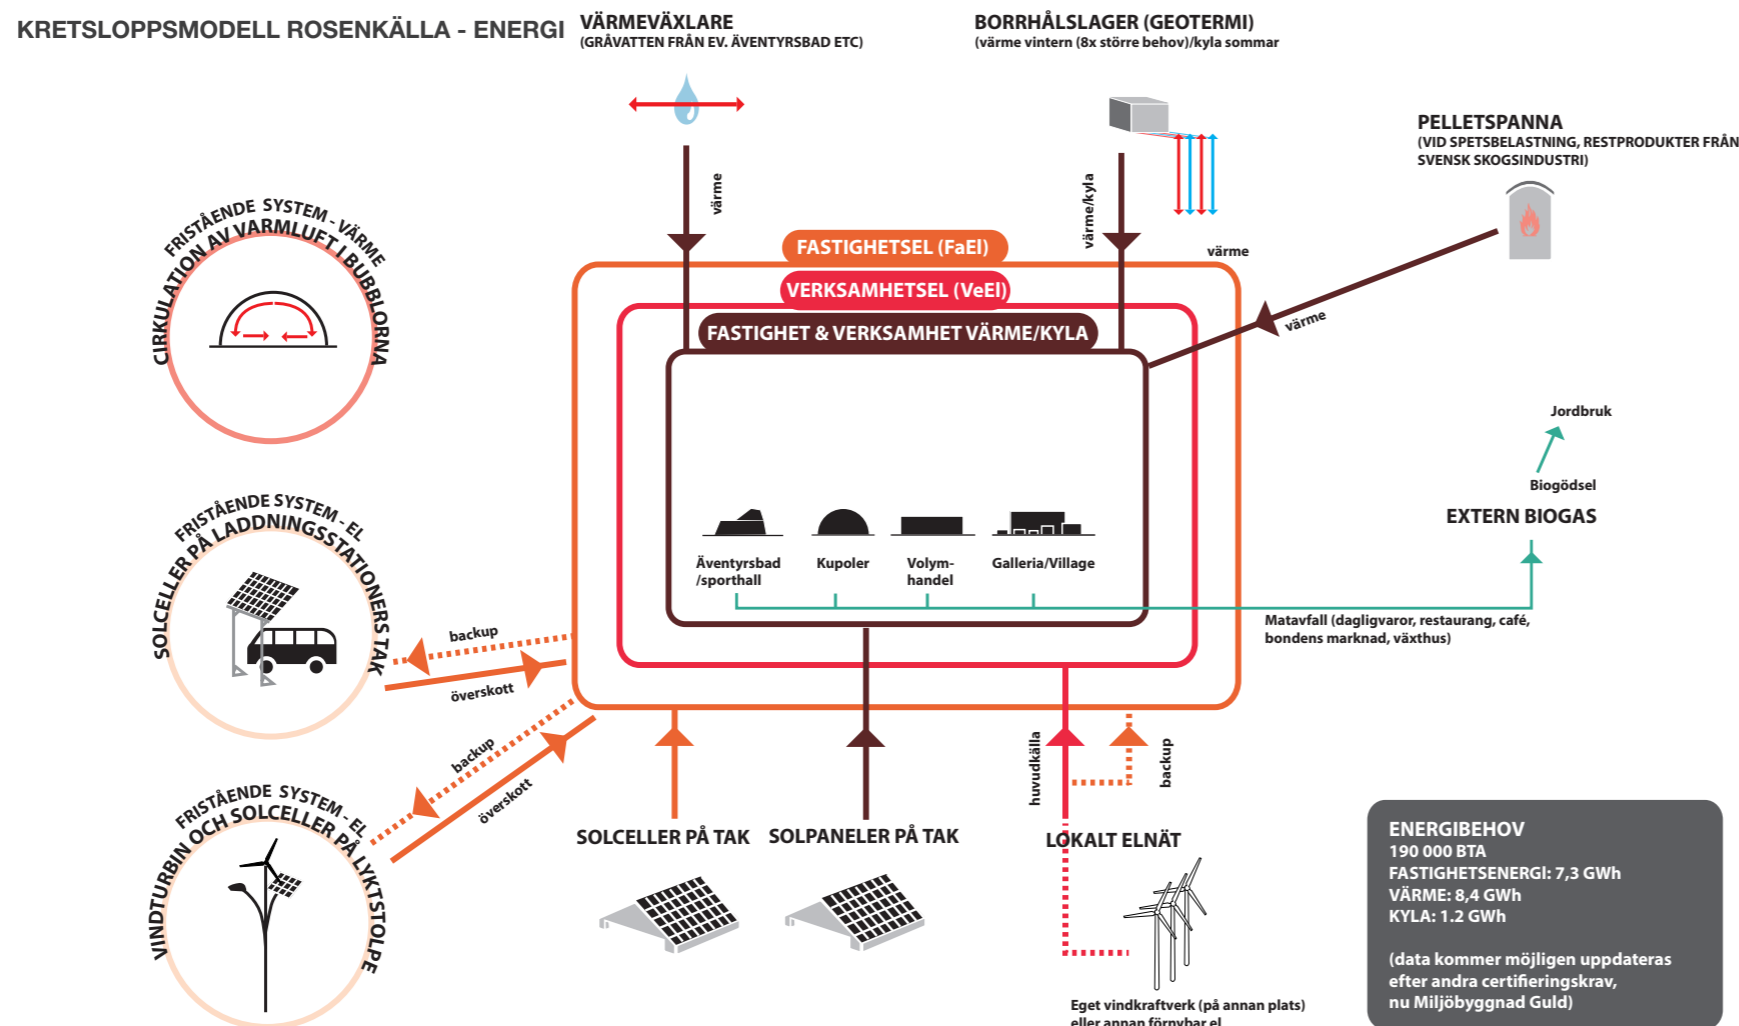 KRETSLOPPSMODELL ROSENKÄLLA - ENERGI
VÄRMEVÄXLARE
(GRÅVATTEN FRÅN EV. ÄVENTYRSBAD ETC)
BORRHÅLSLAGER (GEOTERMI)
(värme vintern (8x större behov)/kyla sommar
PELLETSPANNA
(VID SPETSBELASTNING, RESTPRODUKTER FRÅN
SVENSK SKOGSINDUSTRI)
värme
värme/kyla
värme
värme
FRISTÅENDE SYSTEM - VÄRME
CIRKULATION AV VARMLUFT I BUBBLORNA
FASTIGHETSEL (FaEl)
VERKSAMHETSEL (VeEl)
FASTIGHET & VERKSAMHET VÄRME/KYLA
Jordbruk
Biogödsel
EXTERN BIOGAS
FRISTÅENDE SYSTEM - EL
SOLCELLER PÅ LADDNINGSSTATIONERS TAK
Äventyrsbad
/sporthall
Kupoler
Volym-
handel
Galleria/Village
Matavfall (dagligvaror, restaurang, café,
bondens marknad, växthus)
backup
överskott
backup
överskott
FRISTÅENDE SYSTEM - EL
VINDTURBIN OCH SOLCELLER PÅ LYKTSTOLPE
huvudkälla
backup
SOLCELLER PÅ TAK
SOLPANELER PÅ TAK
LOKALT ELNÄT
Eget vindkraftverk (på annan plats)
eller annan förnybar el
ENERGIBEHOV
190 000 BTA
FASTIGHETSENERGI: 7,3 GWh
VÄRME: 8,4 GWh
KYLA: 1.2 GWh
(data kommer möjligen uppdateras
efter andra certifieringskrav,
nu Miljöbyggnad Guld)